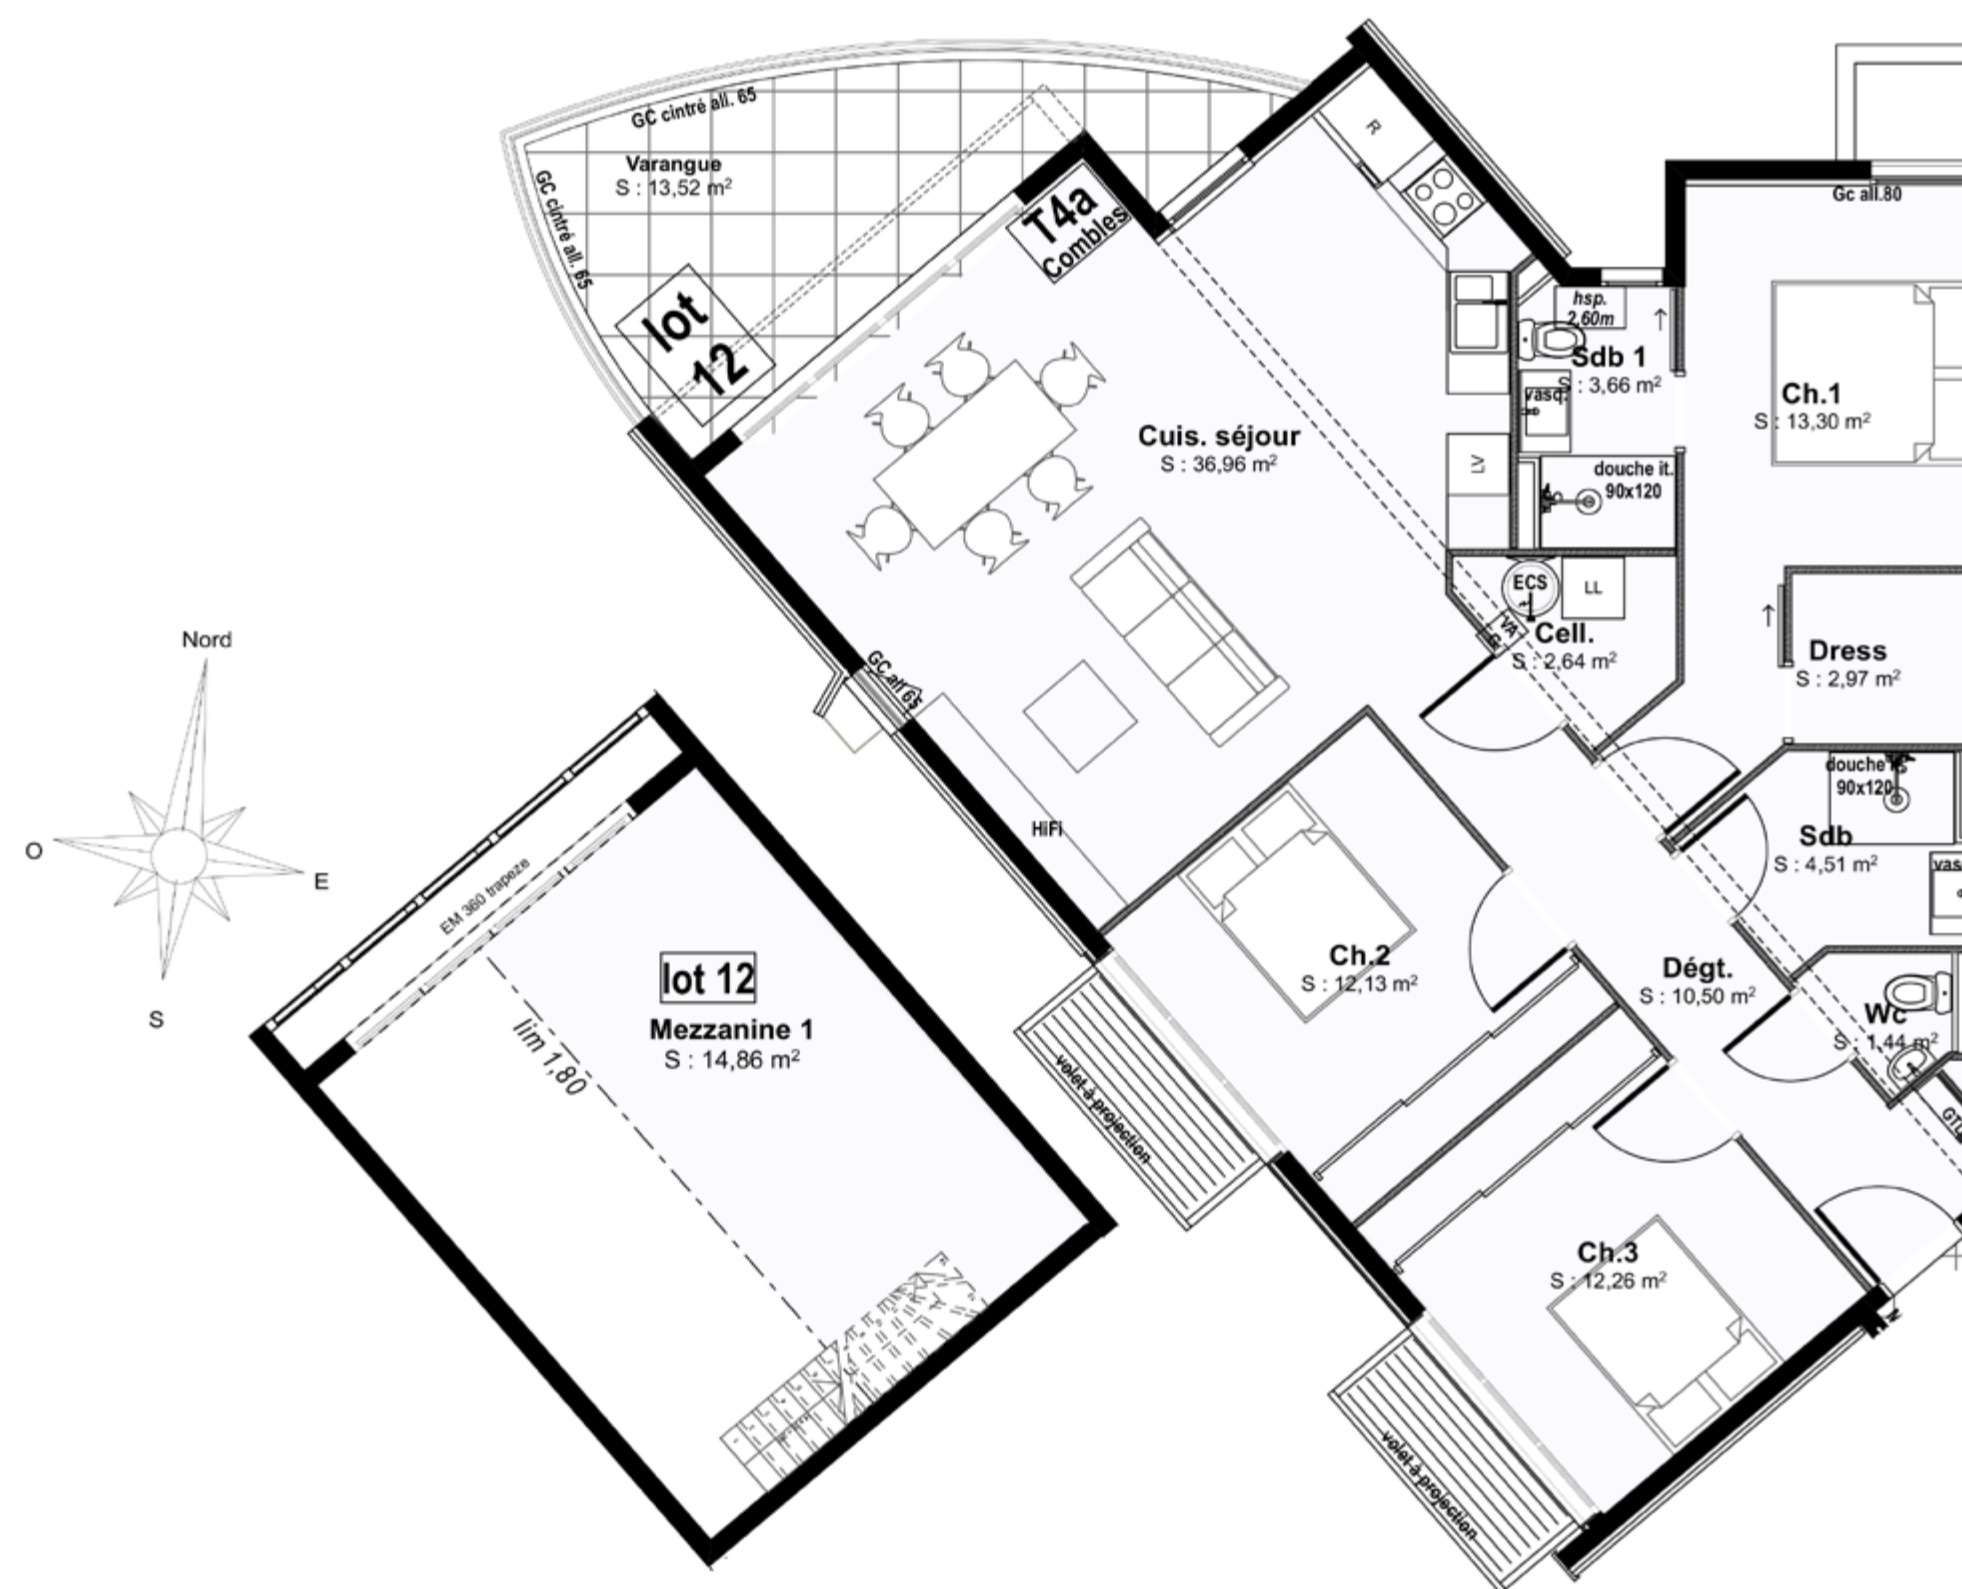 GC cintré all. 65
Varangue
S : 13,52 m²
GC cintré all. 65
lot
12
T4a
Combles
R
Gc all.80
hsp.
2,60m
Sdb 1
S : 3,66 m²
vasq.
Ch.1
S : 13,30 m²
Cuis. séjour
S : 36,96 m²
LV
douche it.
90x120
ECS
LL
Cell.
S : 2,64 m²
Dress
S : 2,97 m²
GC all 65
HiFi
douche
90x120
Sdb
S : 4,51 m²
vas
Ch.2
S : 12,13 m²
Dégt.
S : 10,50 m²
Wc
S : 1,44 m²
GTL
volet à projection
Ch.3
S : 12,26 m²
volet à projection
Nord
O
E
S
EM 360 trapeze
lim 1,80
lot 12
Mezzanine 1
S : 14,86 m²